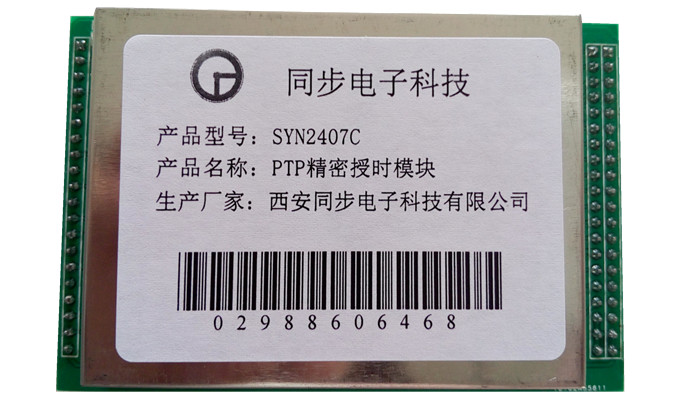 同步电子科技
产品型号：SYN2407C
产品名称：PTP精密授时模块
生产厂家：西安同步电子科技有限公司
02988606468